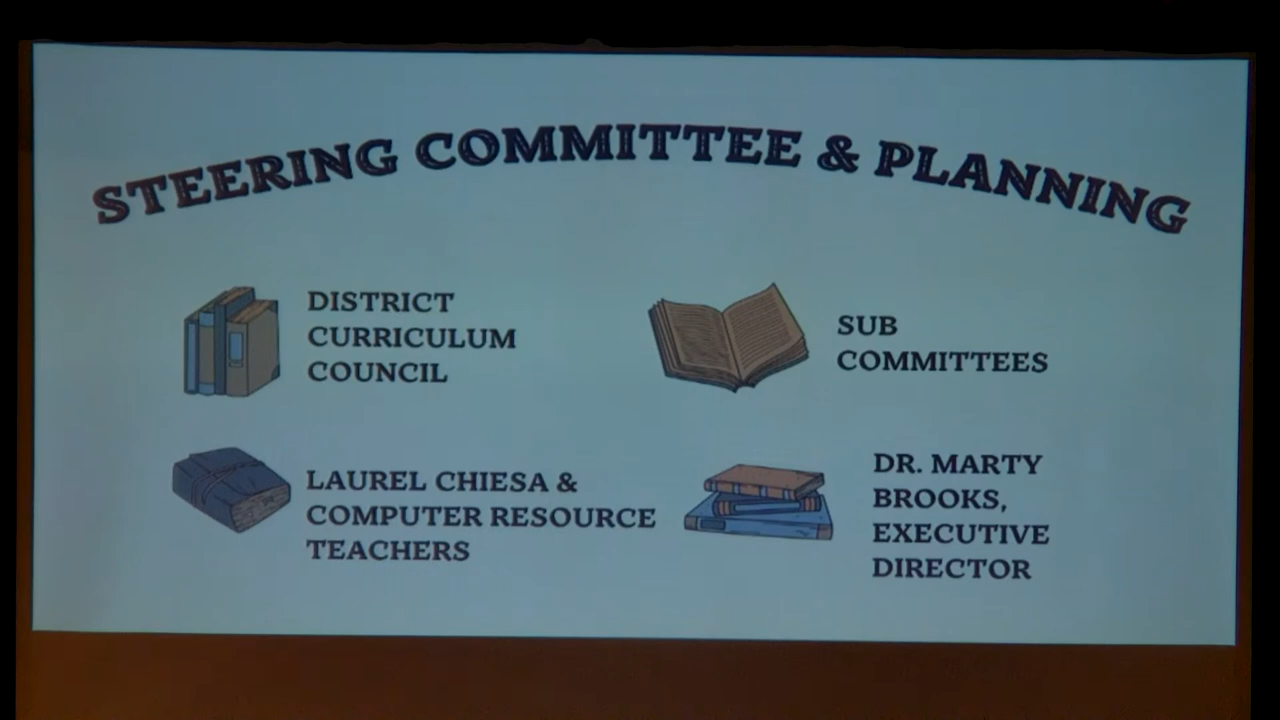 STEERING COMMITTEE & PLANNING
DISTRICT
CURRICULUM
COUNCIL
SUB
COMMITTEES
LAUREL CHIESA &
COMPUTER RESOURCE
TEACHERS
DR. MARTY
BROOKS,
EXECUTIVE
DIRECTOR